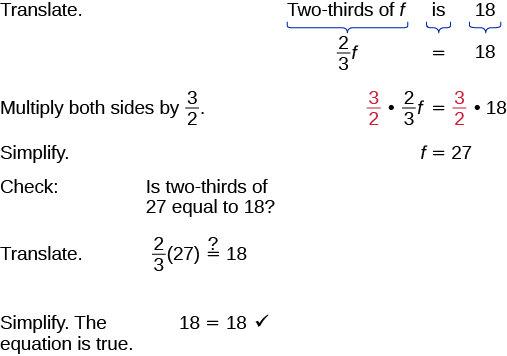 Translate. Two-thirds of f is 18
2/3 f = 18
Multiply both sides by 3/2. 3/2 • 2/3 f = 3/2 • 18
Simplify. f = 27
Check: Is two-thirds of
27 equal to 18?
Translate. 2/3 (27) ≟ 18
Simplify. The 18 = 18 ✓
equation is true.